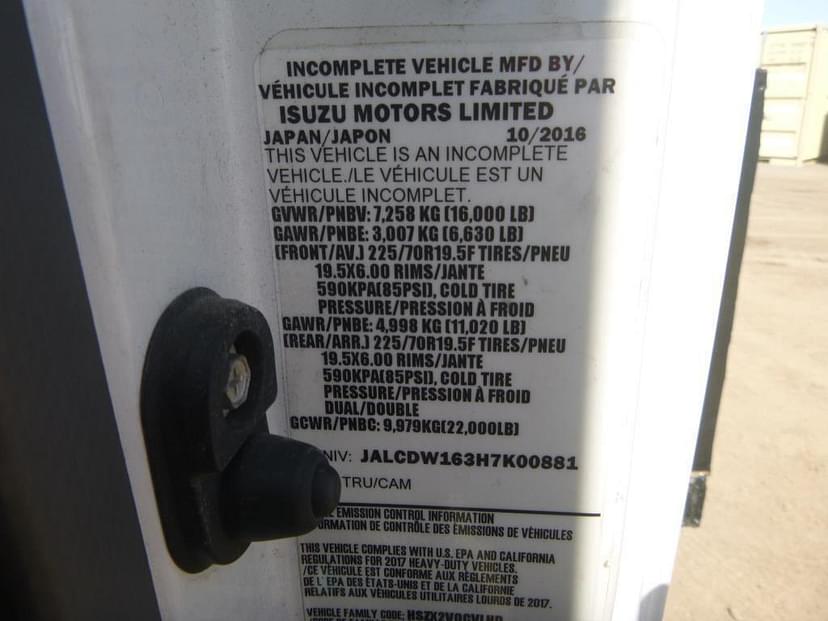 INCOMPLETE VEHICLE MFD BY/
VÉHICULE INCOMPLET FABRIQUÉ PAR
ISUZU MOTORS LIMITED
JAPAN/JAPON 10/2016
THIS VEHICLE IS AN INCOMPLETE
VEHICLE./LE VÉHICULE EST UN
VÉHICULE INCOMPLET.
GVWR/PNBV: 7,258 KG (16,000 LB)
GAWR/PNBE: 3,007 KG (6,630 LB)
(FRONT/AV.) 225/70R19.5F TIRES/PNEU
19.5X6.00 RIMS/JANTE
590KPA(85PSI), COLD TIRE
PRESSURE/PRESSION À FROID
GAWR/PNBE: 4,998 KG (11,020 LB)
(REAR/ARR.) 225/70R19.5F TIRES/PNEU
19.5X6.00 RIMS/JANTE
590KPA(85PSI), COLD TIRE
PRESSURE/PRESSION À FROID
DUAL/DOUBLE
GCWR/PNBC: 9,979KG(22,000LB)
NIV: JALCDW163H7K00881
TRU/CAM
EMISSION CONTROL INFORMATION
DE CONTRÔLE DES ÉMISSIONS DE VÉHICULES
THIS VEHICLE COMPLIES WITH U.S. EPA AND CALIFORNIA
REGULATIONS FOR 2017 HEAVY-DUTY VEHICLES.
/CE VÉHICULE EST CONFORME AUX RÈGLEMENTS
DE L'EPA DES ÉTATS-UNIS ET DE LA CALIFORNIE
RELATIFS AUX VÉHICULES UTILITAIRES LOURDS DE 2017.
VEHICLE FAMILY CODE: